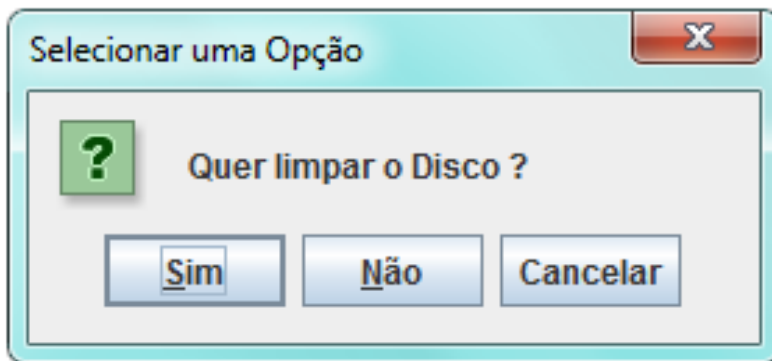 Selecionar uma Opção
?
Quer limpar o Disco ?
Sim Não Cancelar